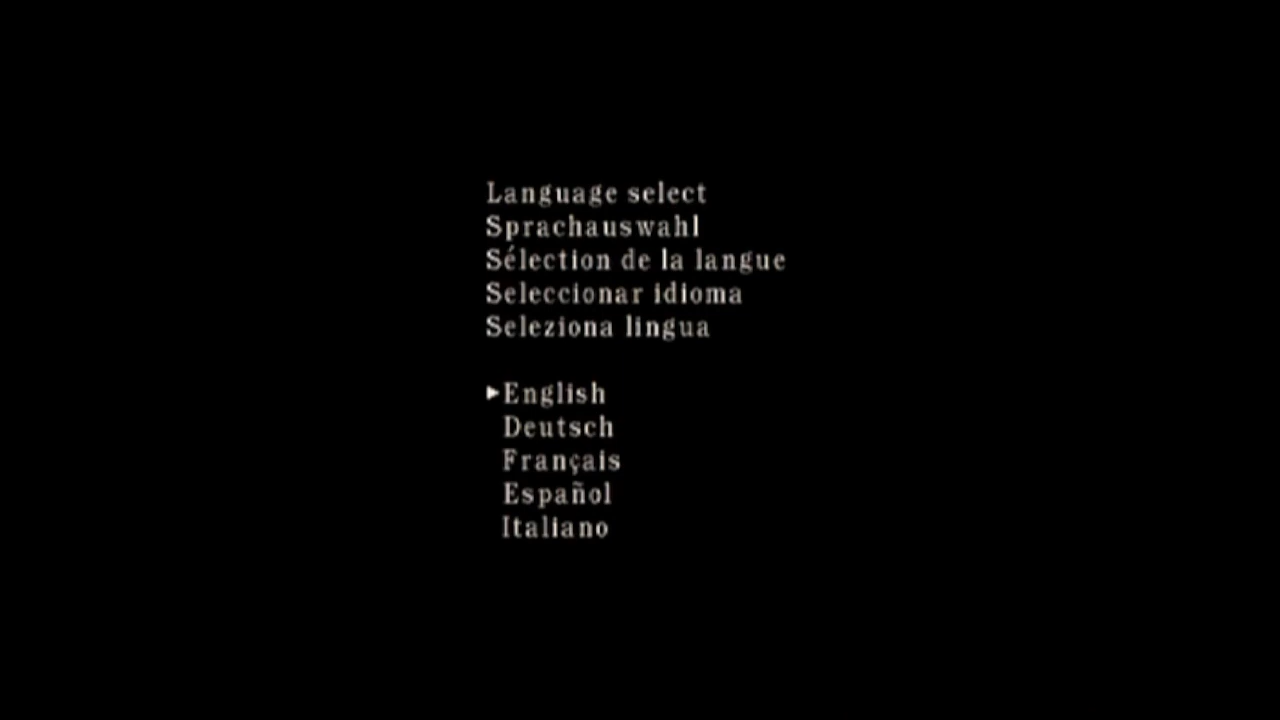 Language select
Sprachauswahl
Sélection de la langue
Seleccionar idioma
Seleziona lingua
▶English
Deutsch
Français
Español
Italiano